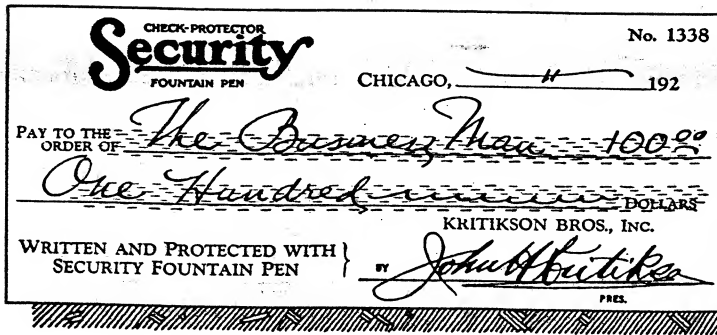 CHECK-PROTECTOR
Security
FOUNTAIN PEN
No. 1338
CHICAGO, 11 192
PAY TO THE ORDER OF The Business Man 100 00
One Hundred DOLLARS
KRITIKSON BROS., INC.
WRITTEN AND PROTECTED WITH
SECURITY FOUNTAIN PEN
BY John H Kritikson
PRES.